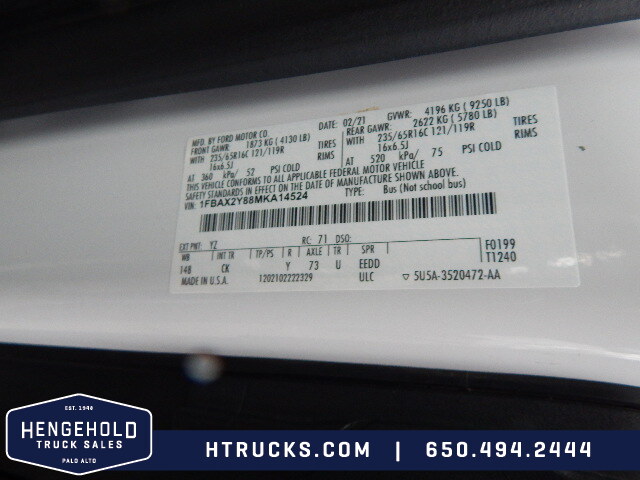 MFD. BY FORD MOTOR CO. DATE: 02/21 GVWR: 4196 KG ( 9250 LB)
FRONT GAWR: 1873 KG ( 4130 LB) REAR GAWR: 2622 KG ( 5780 LB)
WITH 235/65R16C 121/119R TIRES WITH 235/65R16C 121/119R TIRES
16x6.5J RIMS 16x6.5J RIMS
AT 360 kPa/ 52 PSI COLD AT 520 kPa/ 75 PSI COLD
THIS VEHICLE CONFORMS TO ALL APPLICABLE FEDERAL MOTOR VEHICLE
SAFETY STANDARDS IN EFFECT ON THE DATE OF MANUFACTURE SHOWN ABOVE.
VIN: 1FBAX2Y88MKA14524 TYPE: Bus (Not school bus)
EXT PNT: YZ RC: 71 DSO: F0199
WB INT TR TP/PS R AXLE TR SPR T1240
148 CK Y 73 U EEDD
MADE IN U.S.A. 1202102222329 ULC ▽ 5U5A-3520472-AA
EST. 1940
HENGEHOLD
TRUCK SALES
PALO ALTO
HTRUCKS.COM | 650.494.2444